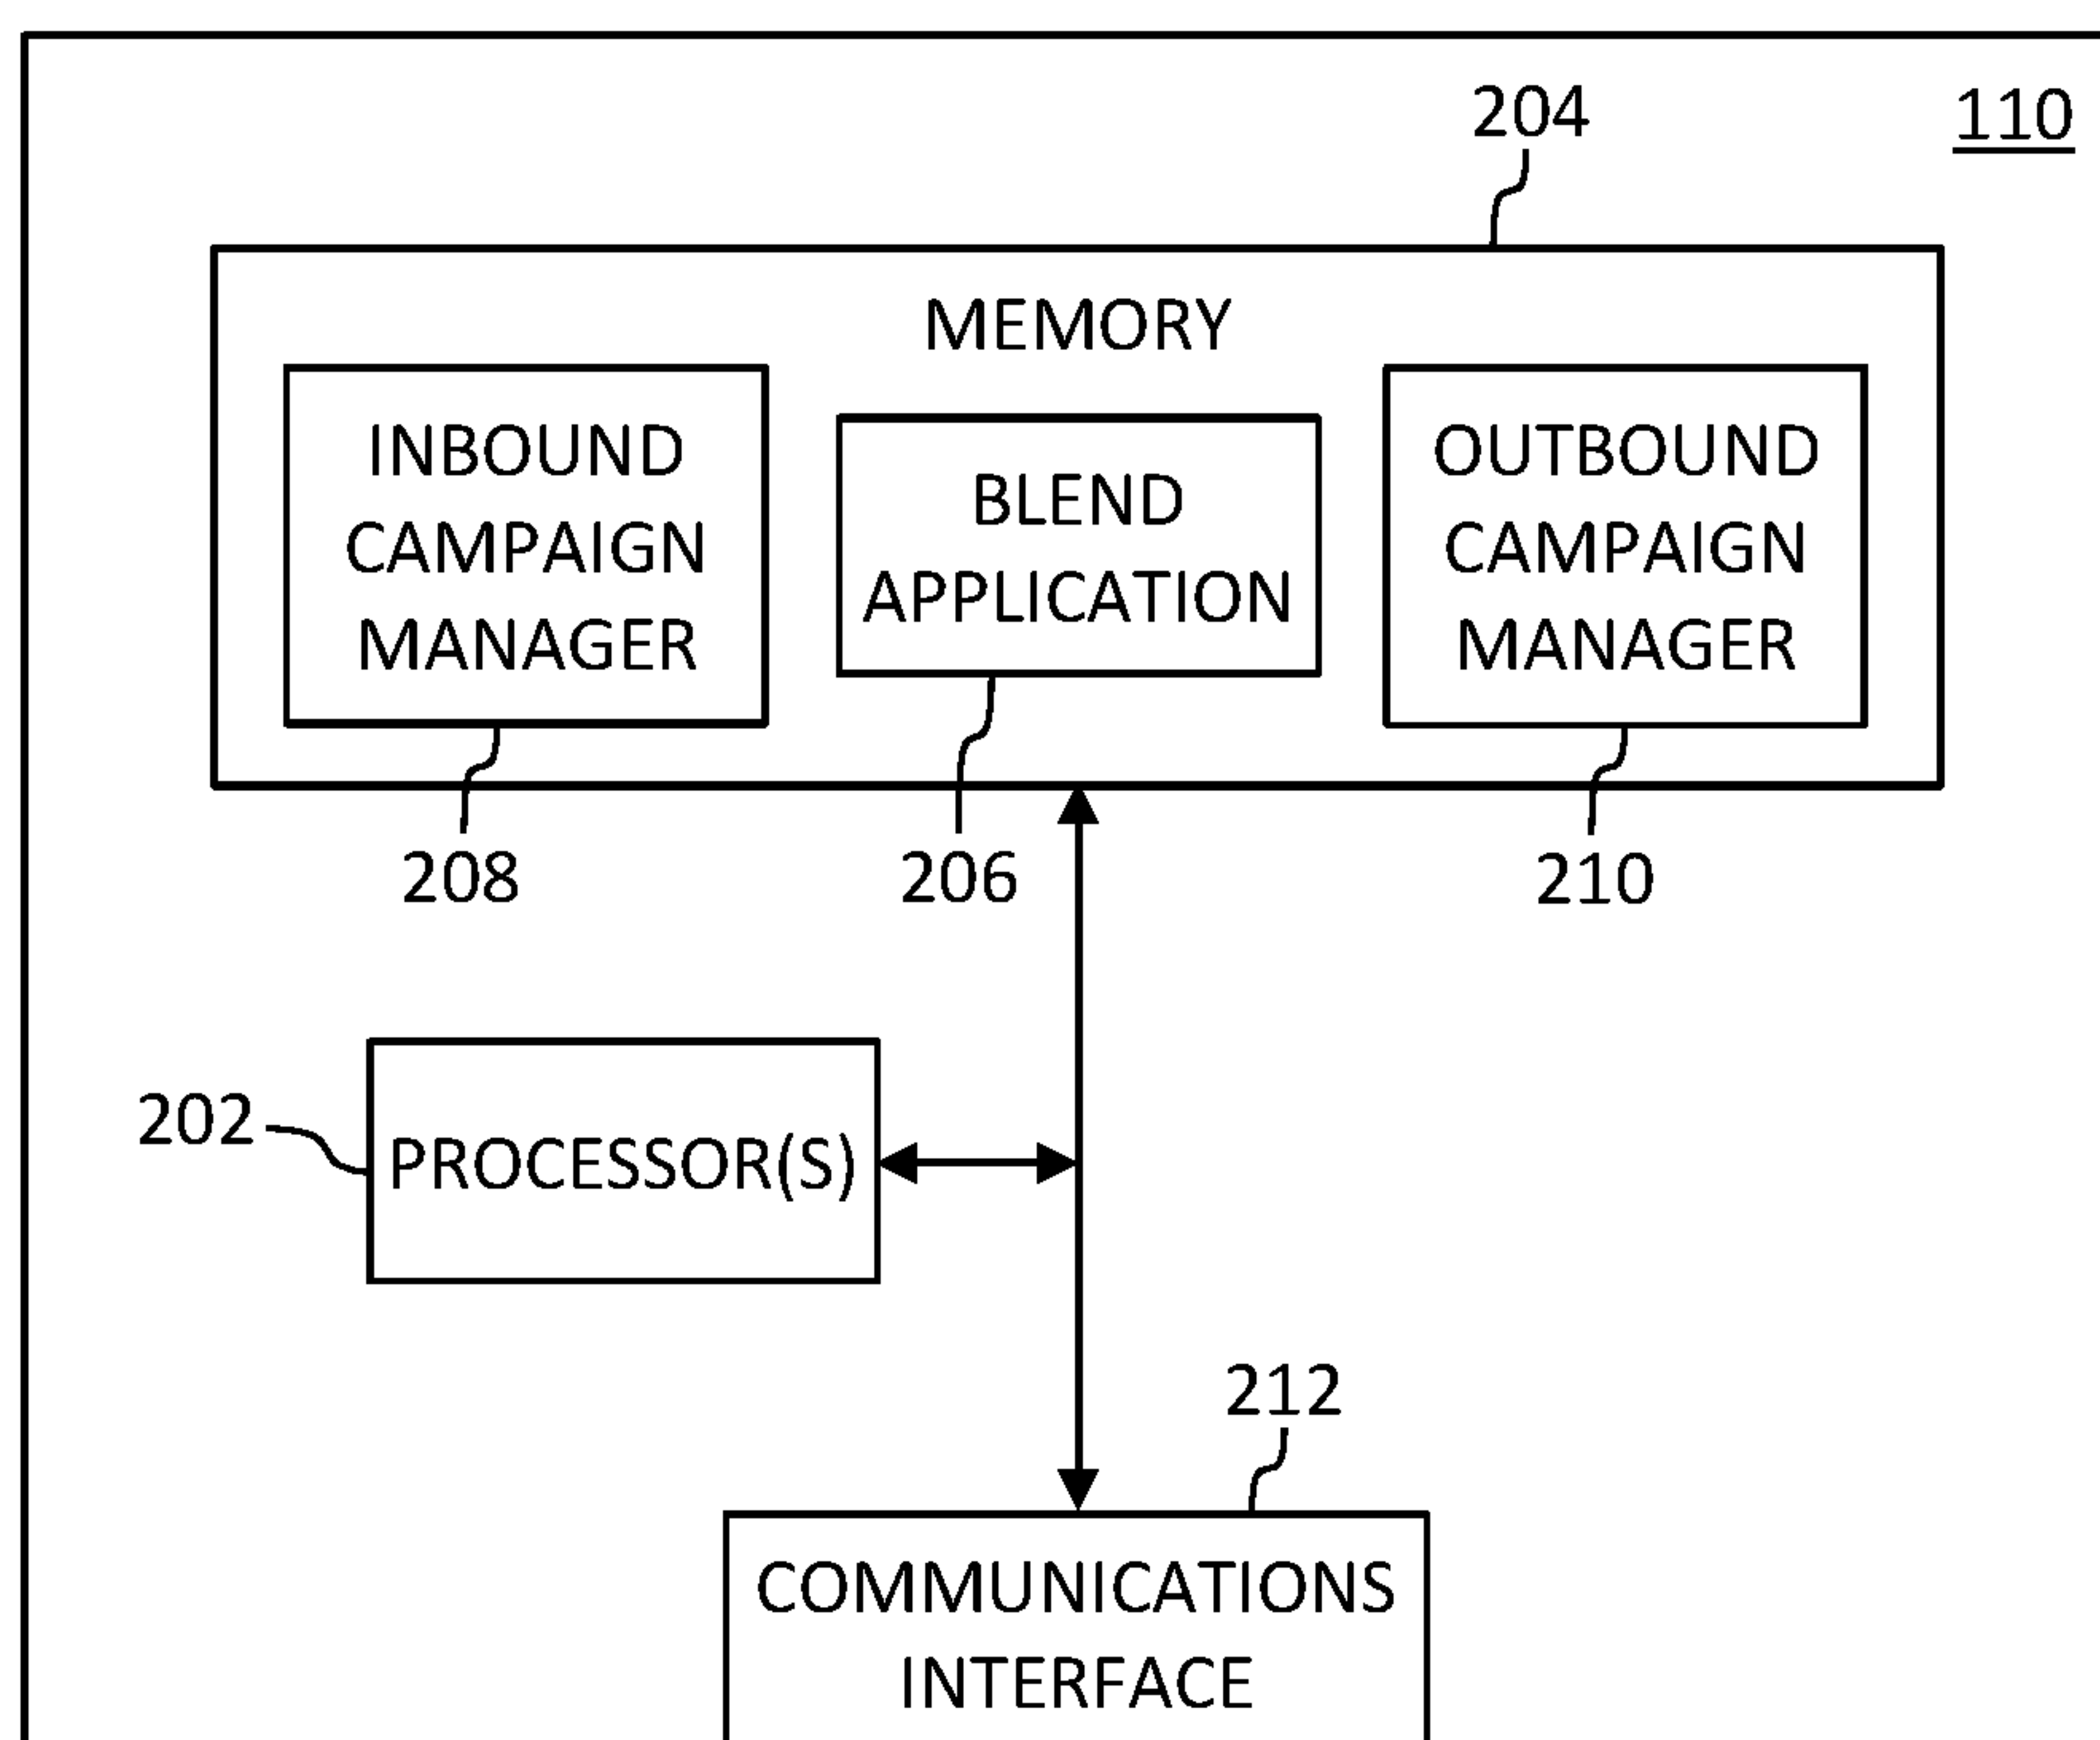 204
110
MEMORY
INBOUND
CAMPAIGN
MANAGER
BLEND
APPLICATION
OUTBOUND
CAMPAIGN
MANAGER
208
206
210
202
PROCESSOR(S)
212
COMMUNICATIONS
INTERFACE